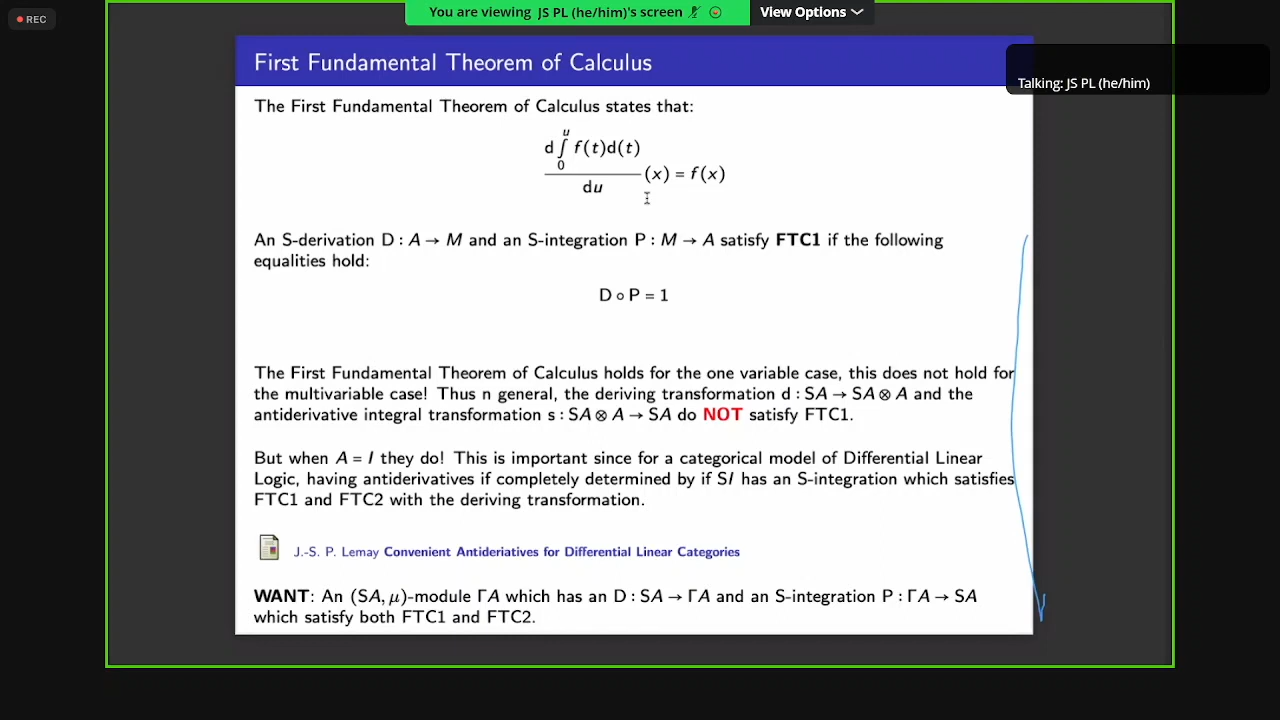 REC
You are viewing JS PL (he/him)'s screen
View Options
Talking: JS PL (he/him)
First Fundamental Theorem of Calculus
The First Fundamental Theorem of Calculus states that:
d∫₀ᵘ f(t)d(t)
du
(x) = f(x)
An S-derivation D : A → M and an S-integration P : M → A satisfy FTC1 if the following
equalities hold:
D ∘ P = 1
The First Fundamental Theorem of Calculus holds for the one variable case, this does not hold for
the multivariable case! Thus n general, the deriving transformation d : SA → SA ⊗ A and the
antiderivative integral transformation s : SA ⊗ A → SA do NOT satisfy FTC1.
But when A = I they do! This is important since for a categorical model of Differential Linear
Logic, having antiderivatives if completely determined by if SI has an S-integration which satisfies
FTC1 and FTC2 with the deriving transformation.
J.-S. P. Lemay Convenient Antideriatives for Differential Linear Categories
WANT: An (SA, μ)-module ΓA which has an D : SA → ΓA and an S-integration P : ΓA → SA
which satisfy both FTC1 and FTC2.